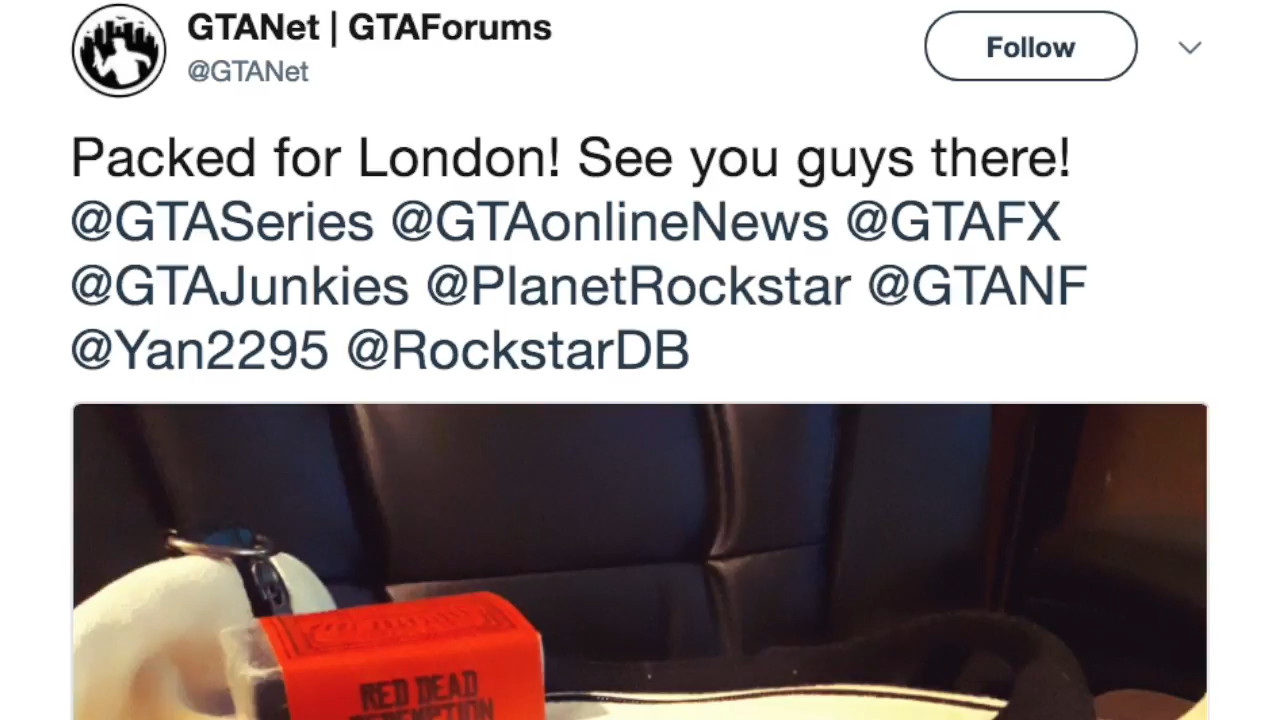 GTANet | GTAForums
@GTANet
Follow
Packed for London! See you guys there!
@GTASeries @GTAonlineNews @GTAFX
@GTAJunkies @PlanetRockstar @GTANF
@Yan2295 @RockstarDB
RED DEAD
REDEMPTION